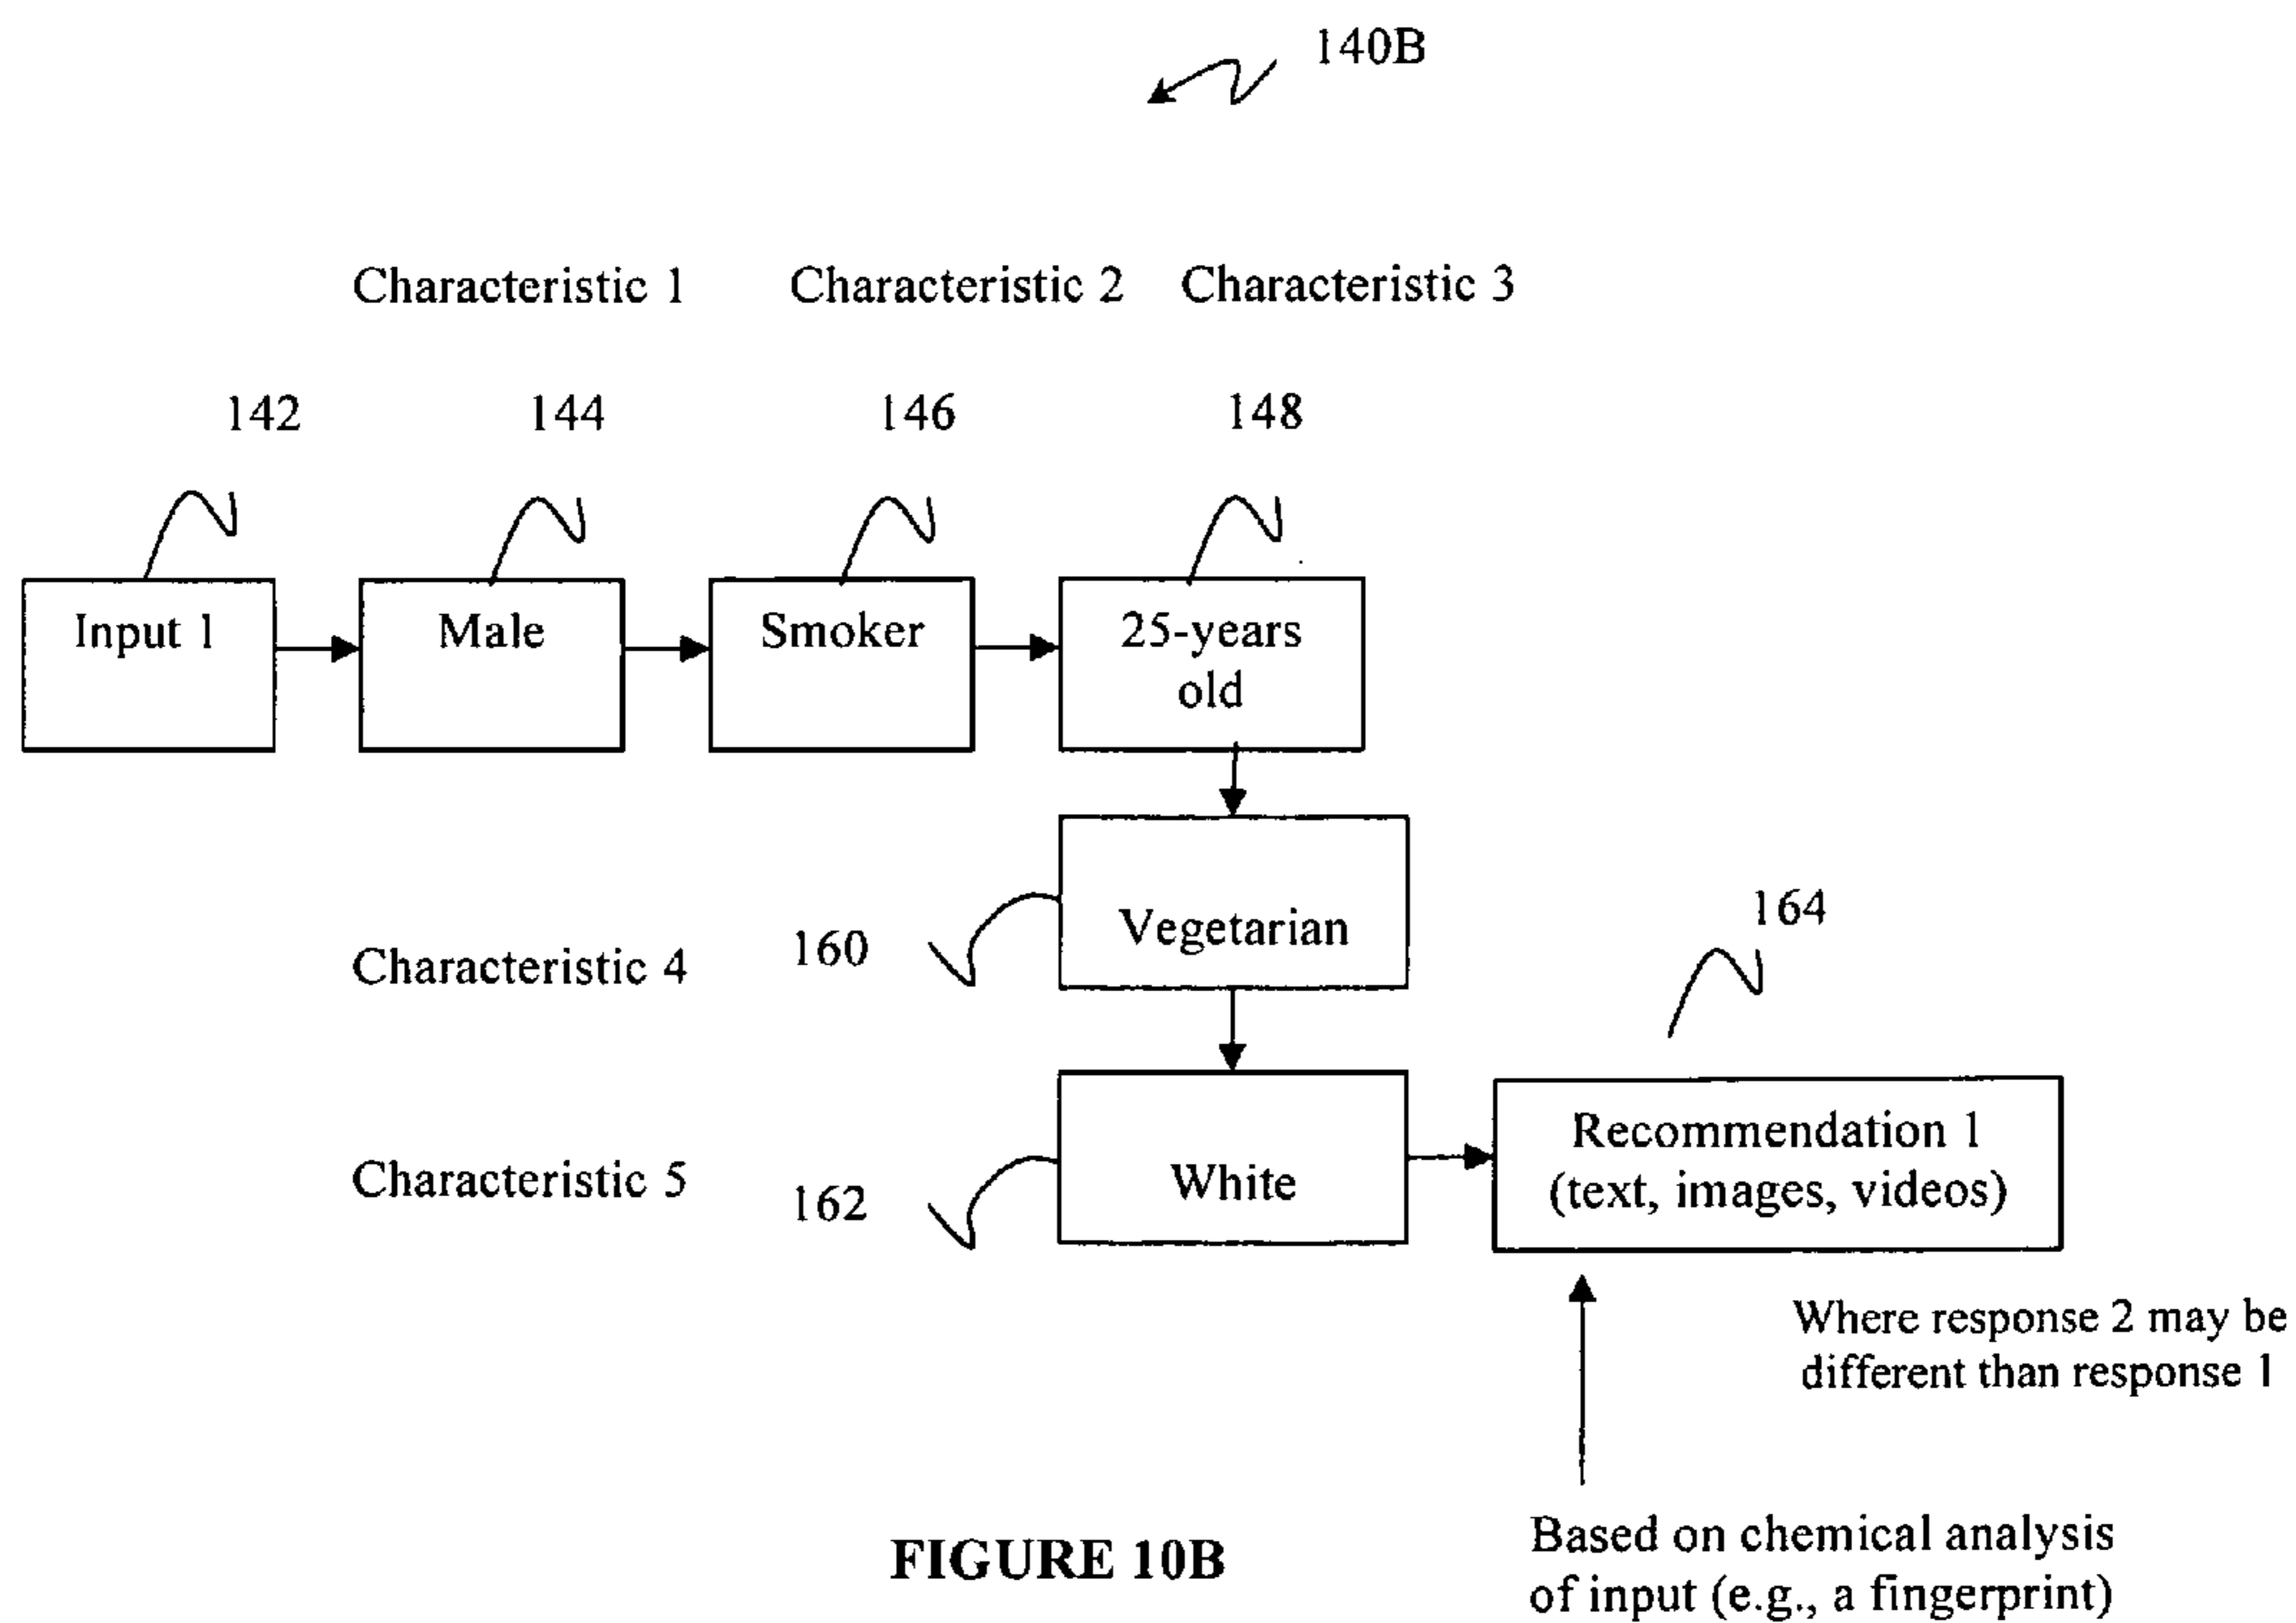 140B
Characteristic 1 Characteristic 2 Characteristic 3
142 144 146 148
Input 1 Male Smoker 25-years
old
164
Characteristic 4 160 Vegetarian
Characteristic 5 162 White
Recommendation 1
(text, images, videos)
Where response 2 may be
different than response 1
FIGURE 10B
Based on chemical analysis
of input (e.g., a fingerprint)